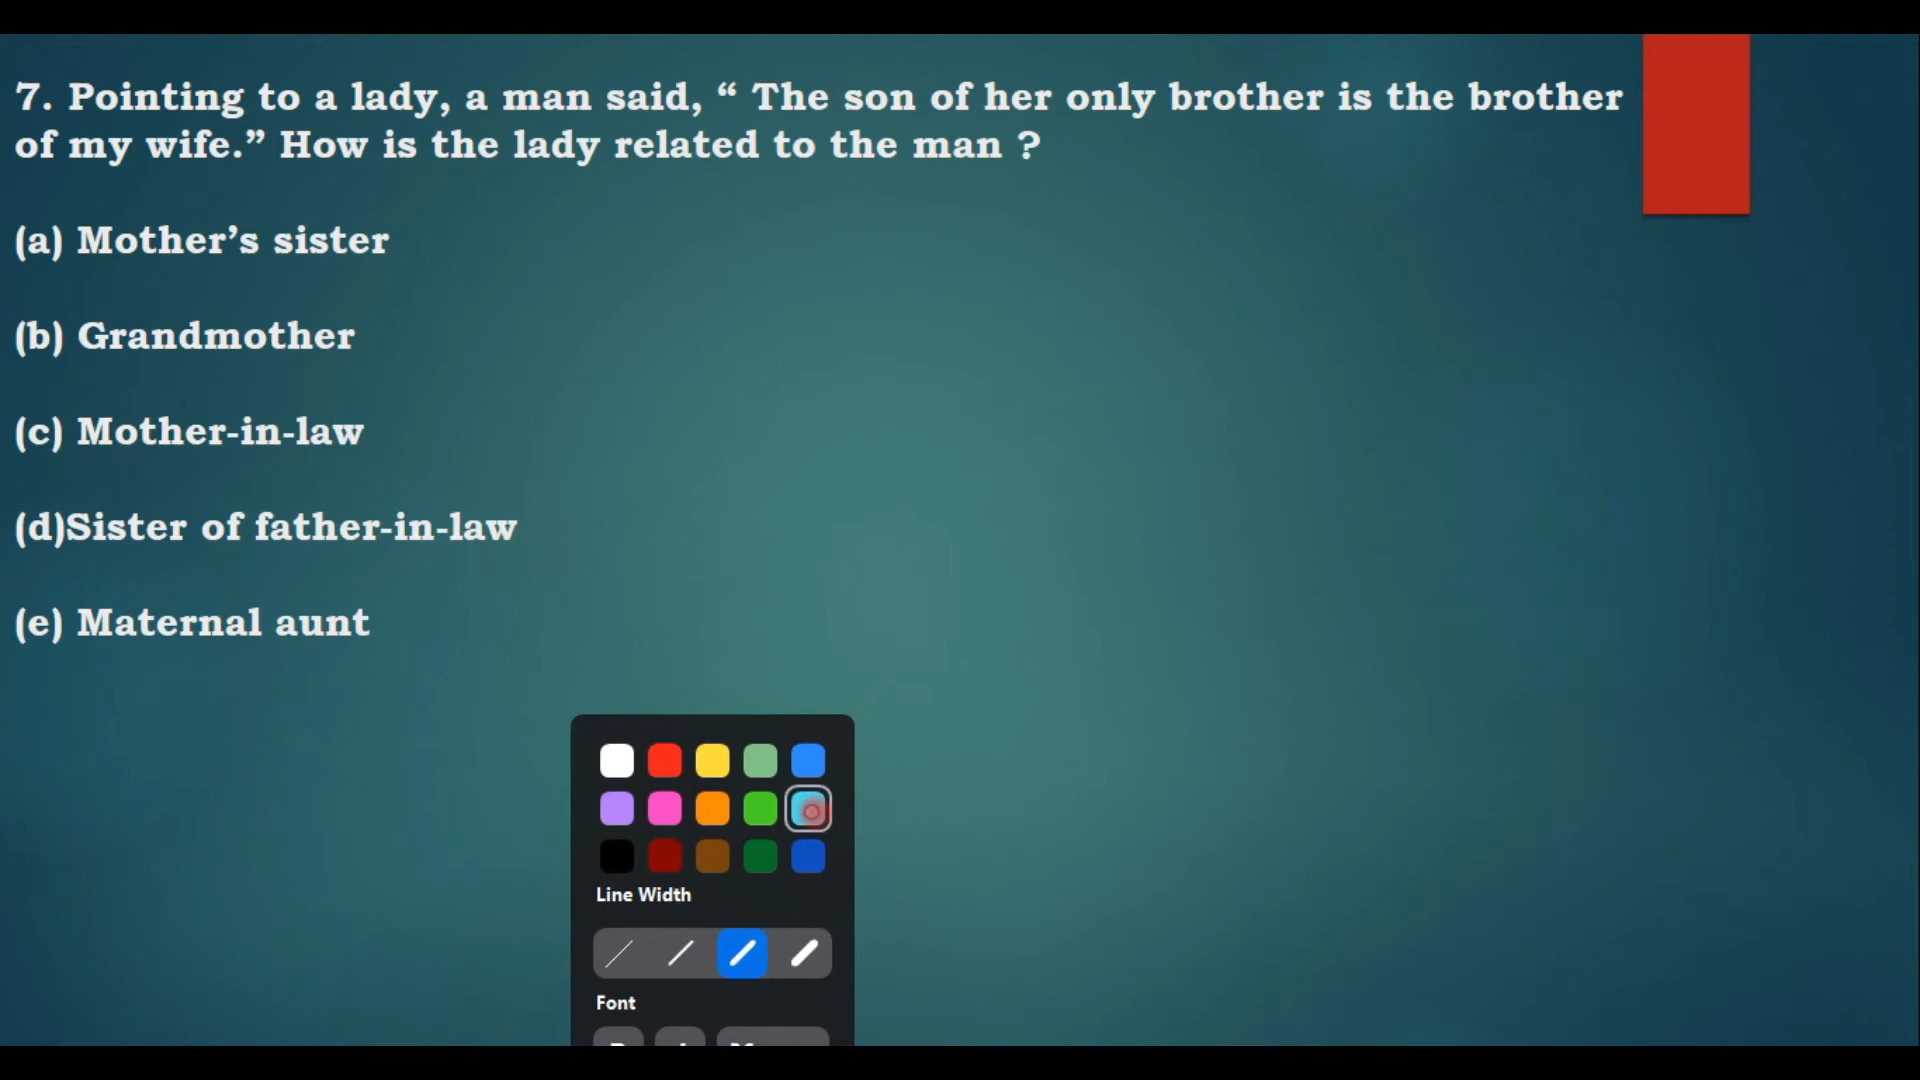 7. Pointing to a lady, a man said, “ The son of her only brother is the brother
of my wife.” How is the lady related to the man ?
(a) Mother’s sister
(b) Grandmother
(c) Mother-in-law
(d)Sister of father-in-law
(e) Maternal aunt
Line Width
Font